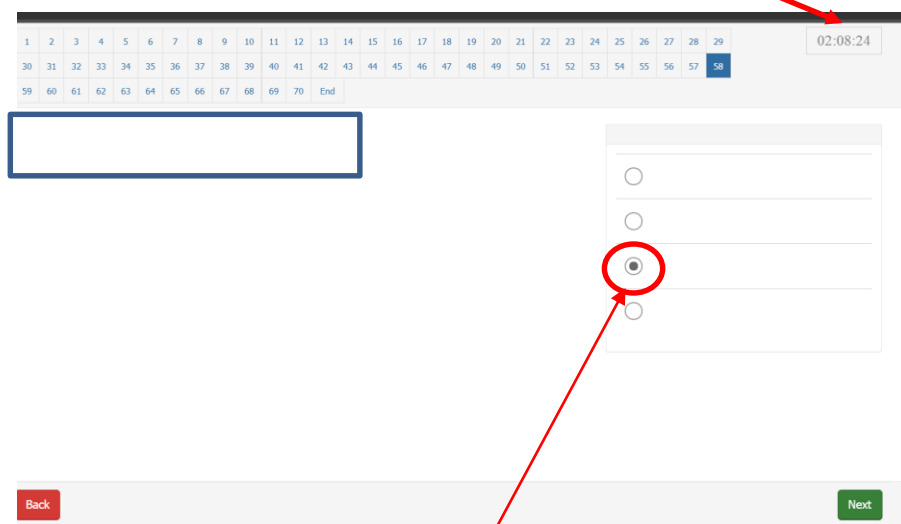 1 2 3 4 5 6 7 8 9 10 11 12 13 14 15 16 17 18 19 20 21 22 23 24 25 26 27 28 29 02:08:24
30 31 32 33 34 35 36 37 38 39 40 41 42 43 44 45 46 47 48 49 50 51 52 53 54 55 56 57 58
59 60 61 62 63 64 65 66 67 68 69 70 End
Back Next